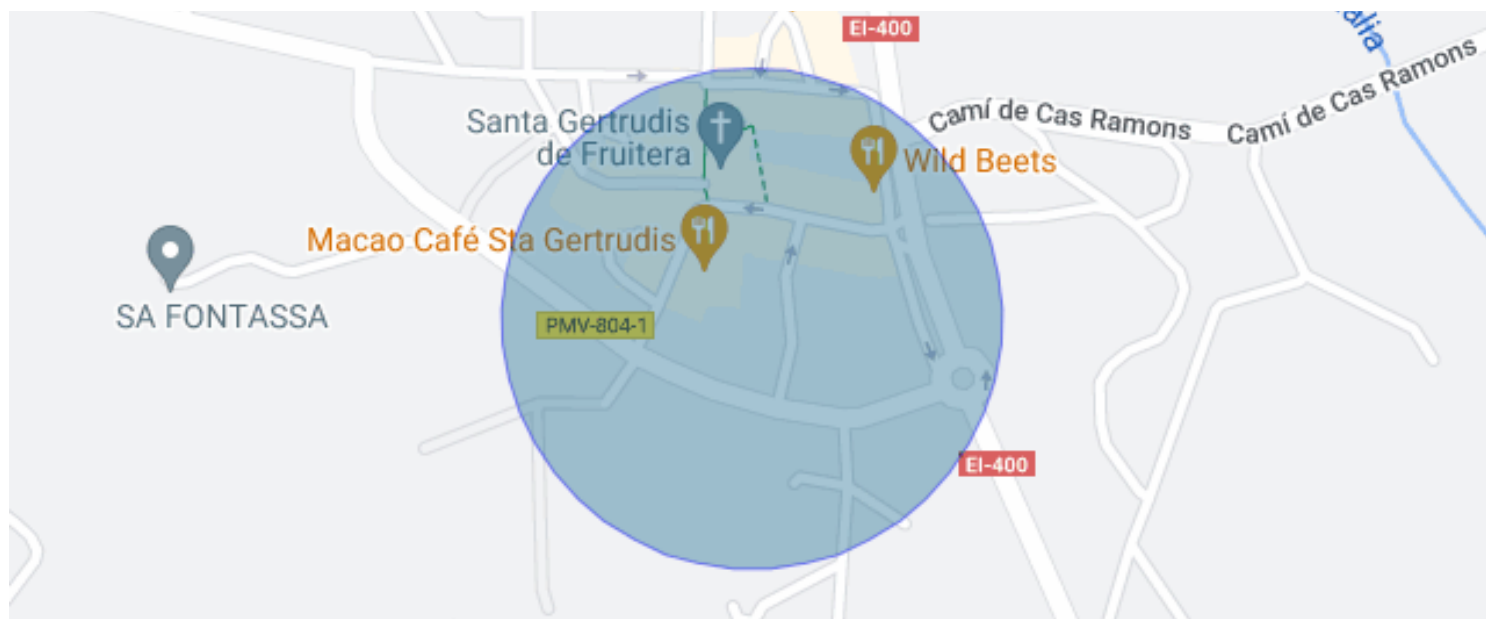 EI-400
alia
Camí de Cas Ramons
Camí de Cas Ramons
Santa Gertrudis
de Fruitera
Wild Beets
Macao Café Sta Gertrudis
SA FONTASSA
PMV-804-1
EI-400